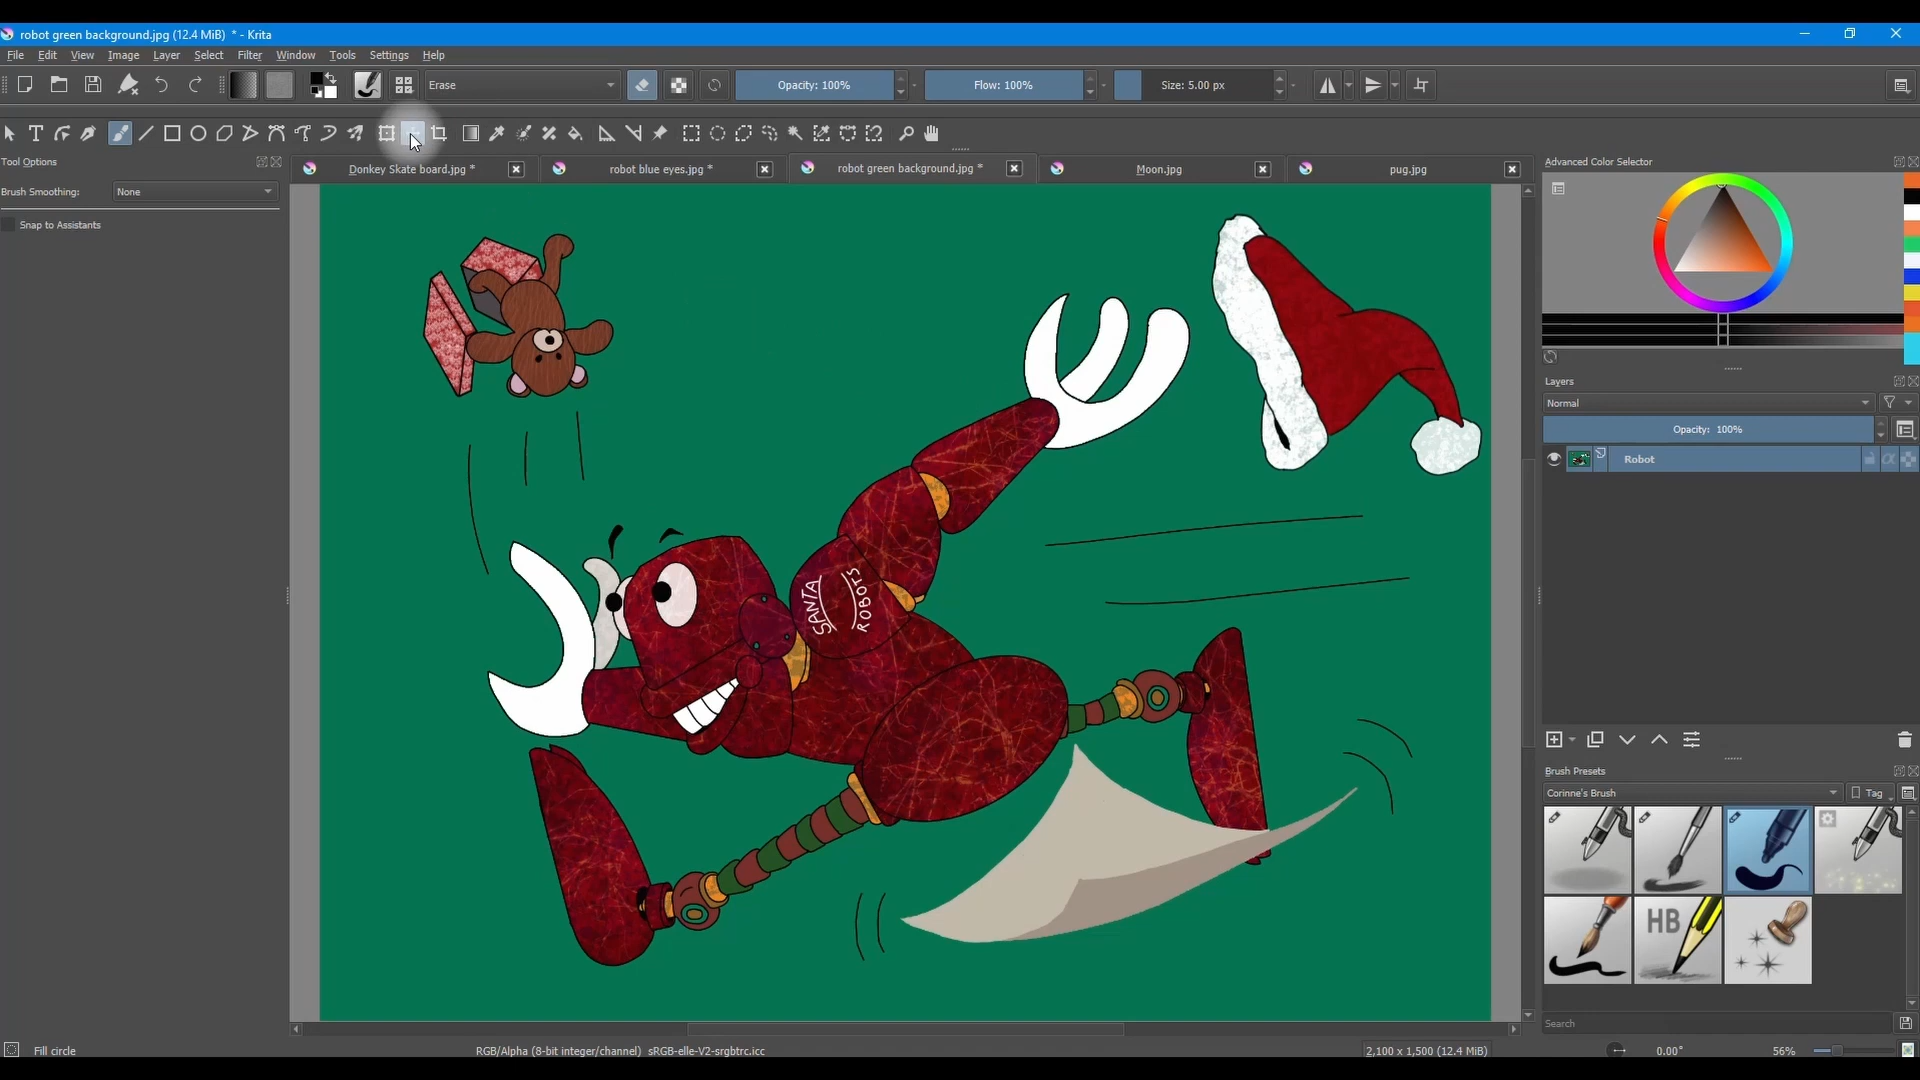 robot green background.jpg (12.4 MiB) * - Krita
File Edit View Image Layer Select Filter Window Tools Settings Help
Erase Opacity: 100% Flow: 100% Size: 5.00 px
Tool Options
Donkey Skate board.jpg * robot blue eyes.jpg * robot green background.jpg * Moon.jpg pug.jpg
Advanced Color Selector
Brush Smoothing: None
Snap to Assistants
Layers
Normal
Opacity: 100%
Robot
SANTA
ROBOTS
Brush Presets
Corinne's Brush Tag
HB
Search
Fill circle
RGB/Alpha (8-bit integer/channel) sRGB-elle-V2-srgbtrc.icc
2,100 x 1,500 (12.4 MiB)
0.00°
56%